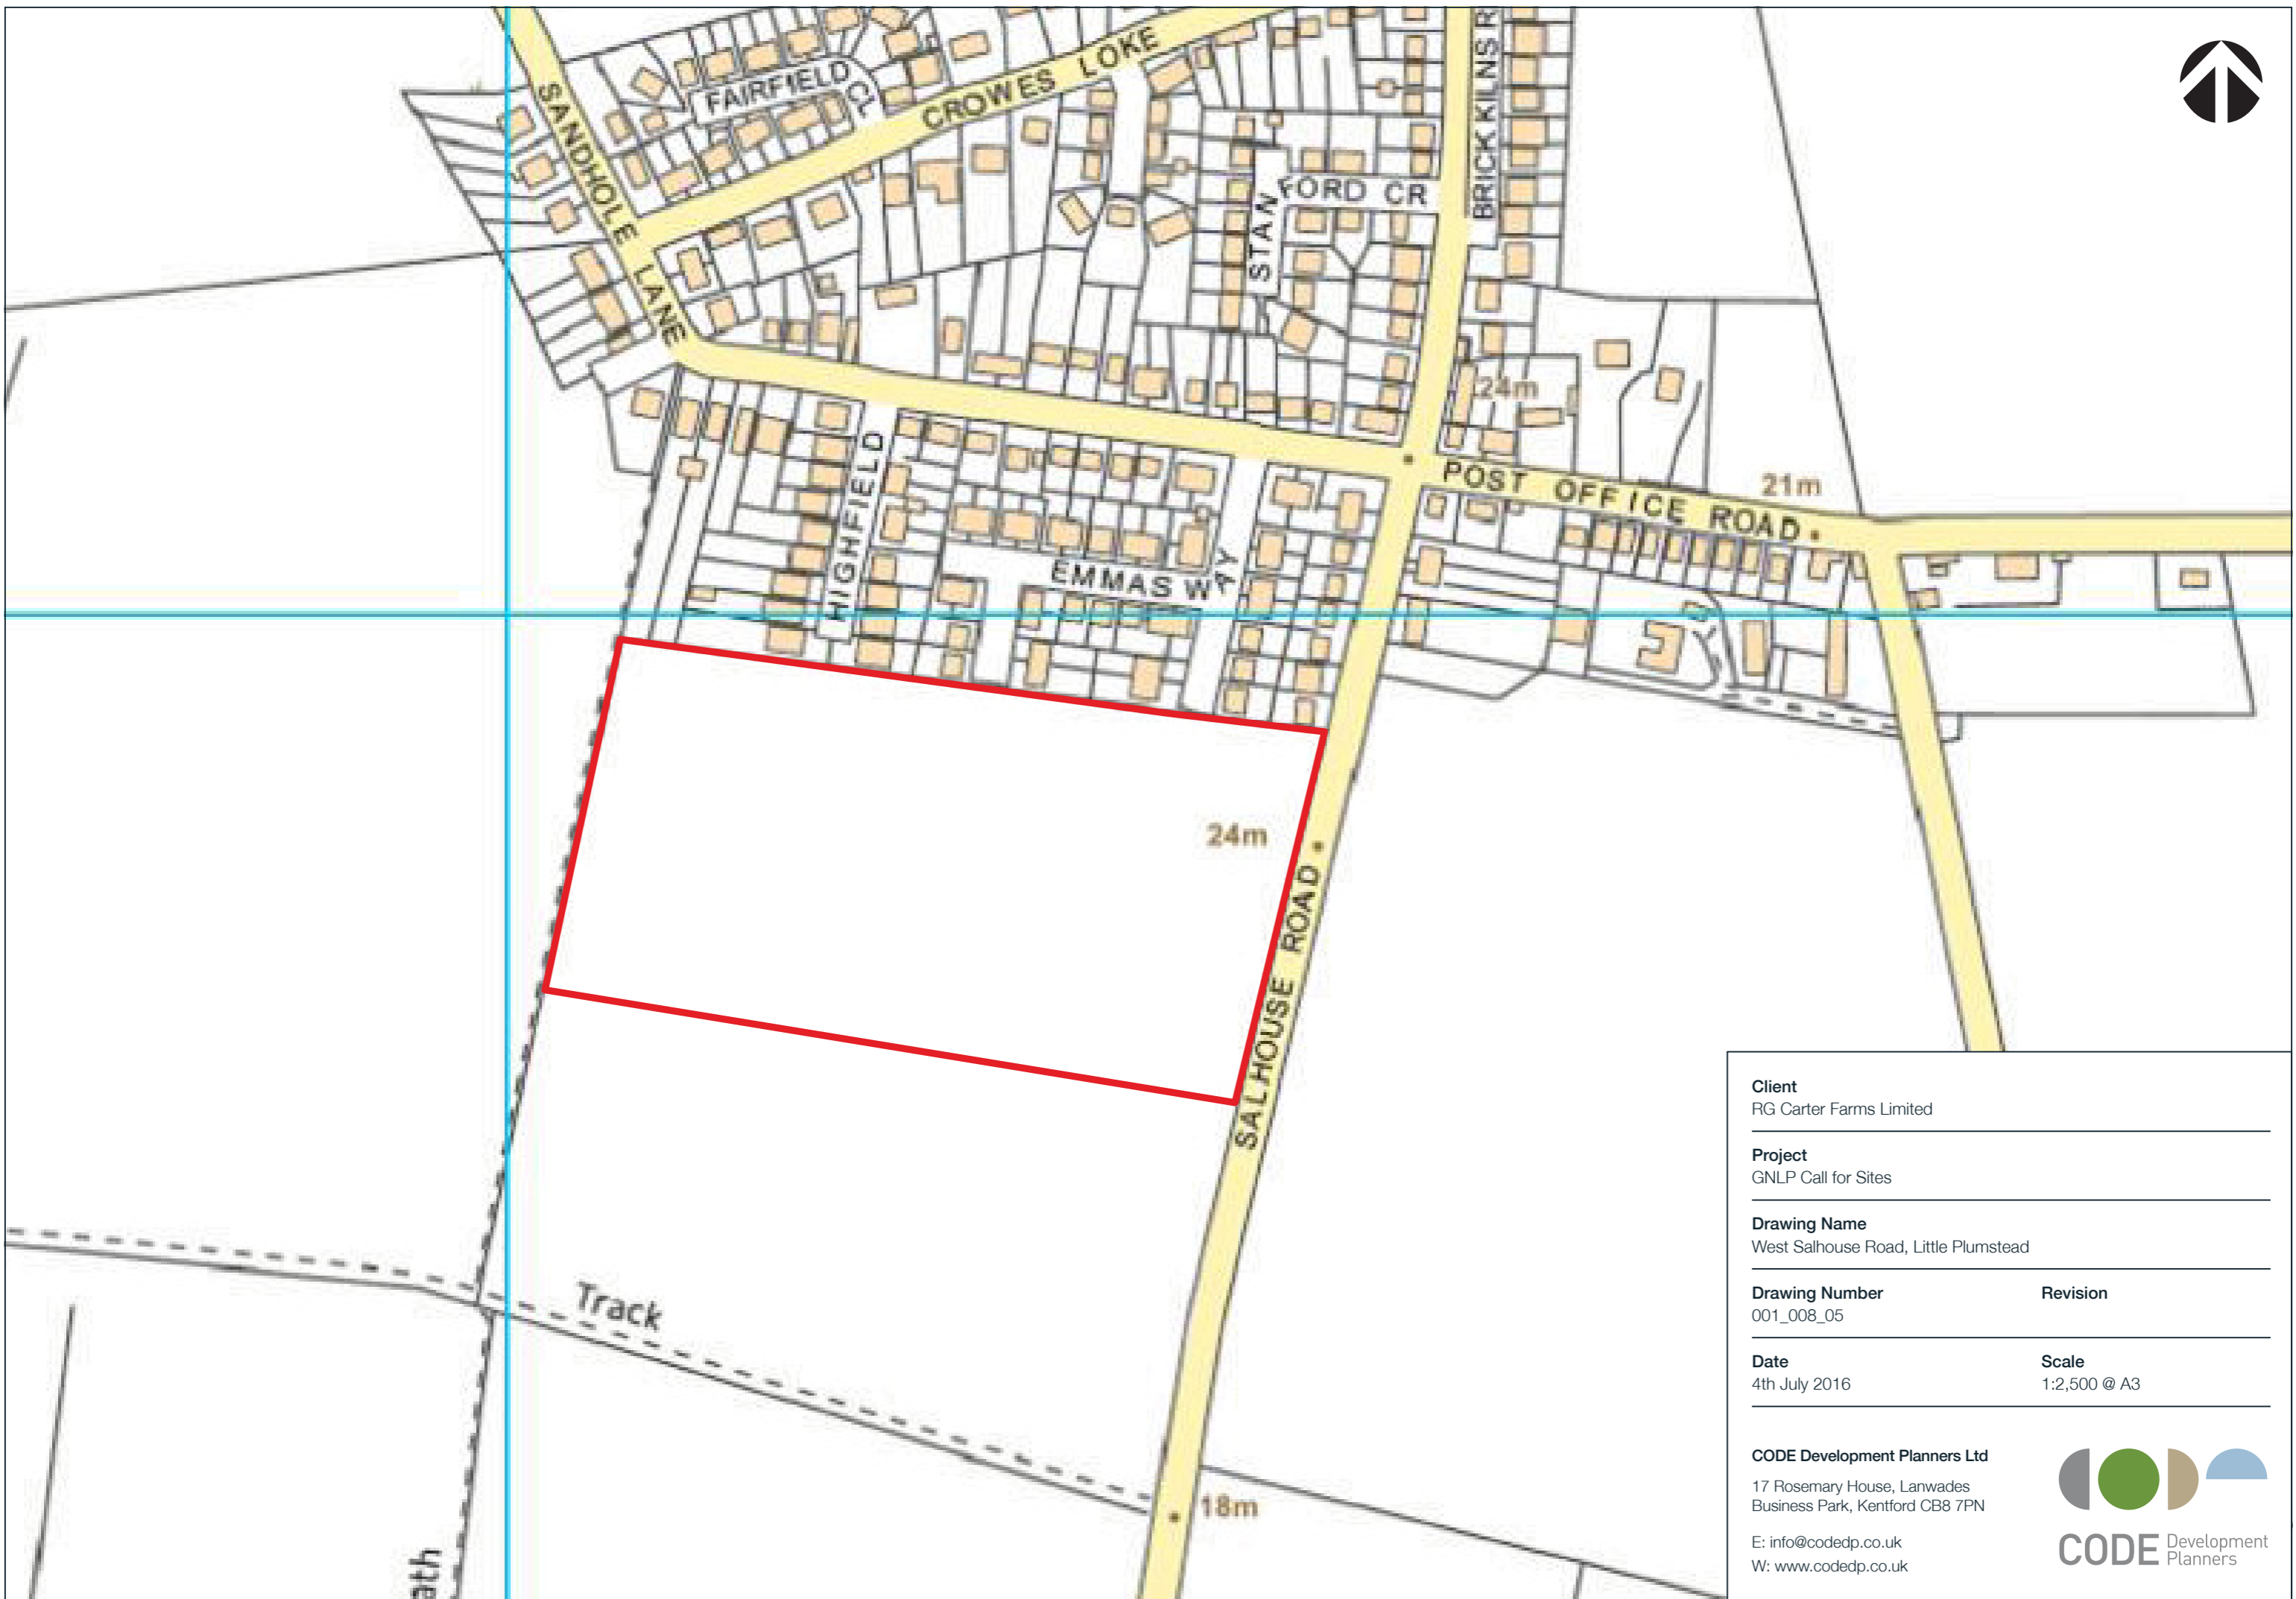 FAIRFIELD CL
CROWES LOKE
SANDHOLE LANE
BRICK KILNS R
STANFORD CR
24m
POST OFFICE ROAD
21m
HIGHFIELD
EMMAS WAY
24m
SALHOUSE ROAD
Track
18m
ath
Client
RG Carter Farms Limited
Project
GNLP Call for Sites
Drawing Name
West Salhouse Road, Little Plumstead
Drawing Number
001_008_05
Revision
Date
4th July 2016
Scale
1:2,500 @ A3
CODE Development Planners Ltd
17 Rosemary House, Lanwades
Business Park, Kentford CB8 7PN
E: info@codedp.co.uk
W: www.codedp.co.uk
CODE Development
Planners